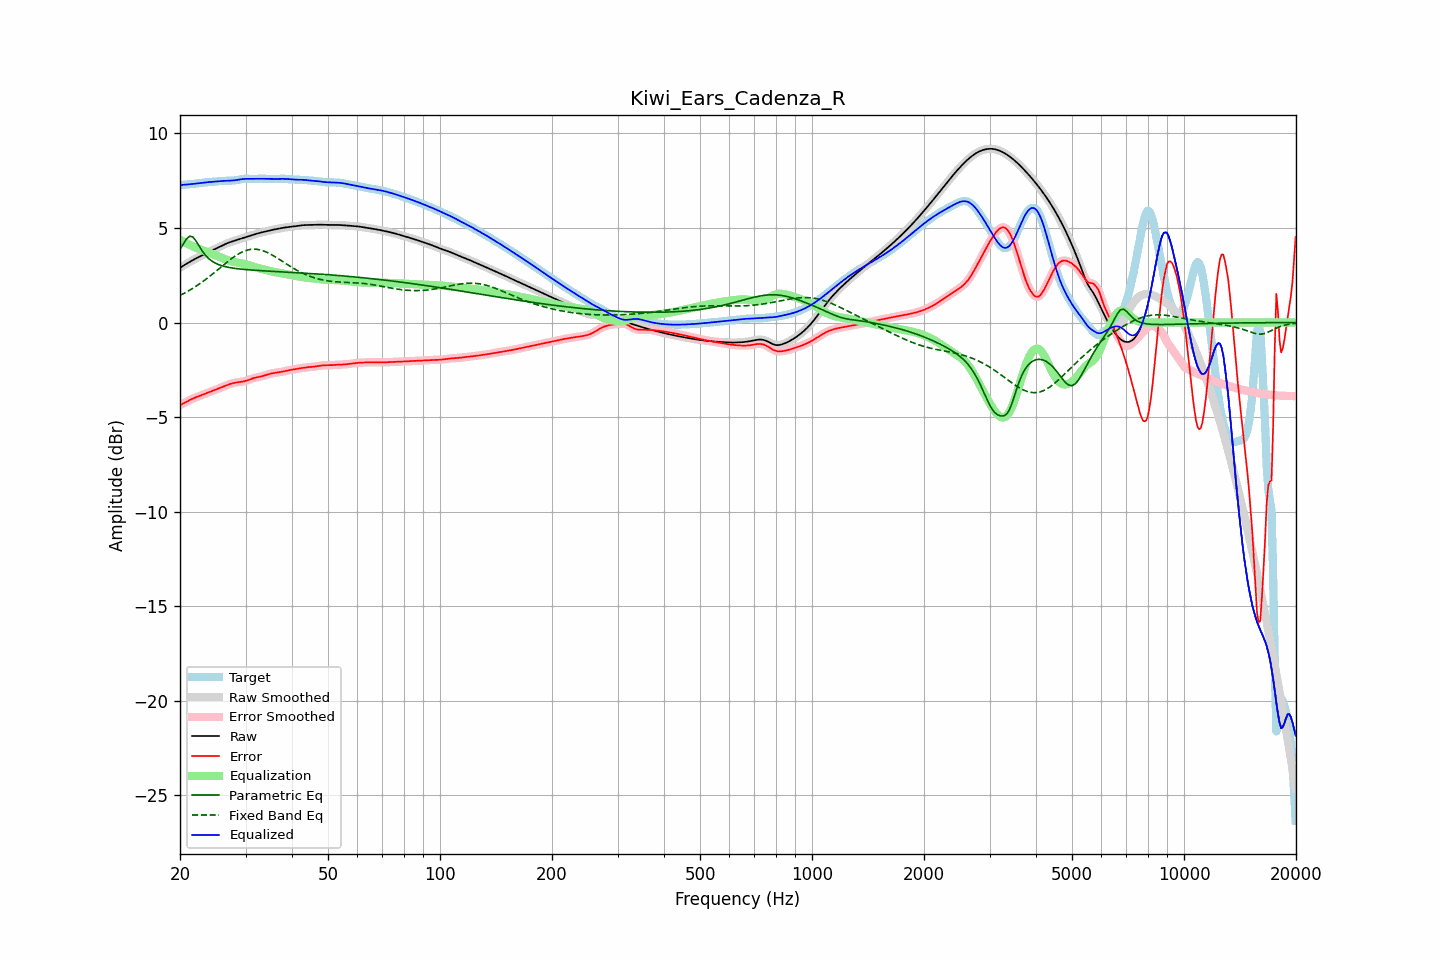 Kiwi_Ears_Cadenza_R
10
5
0
−5
−10
−15
−20
−25
Amplitude (dBr)
Target
Raw Smoothed
Error Smoothed
Raw
Error
Equalization
Parametric Eq
Fixed Band Eq
Equalized
20 50 100 200 500 1000 2000 5000 10000 20000
Frequency (Hz)